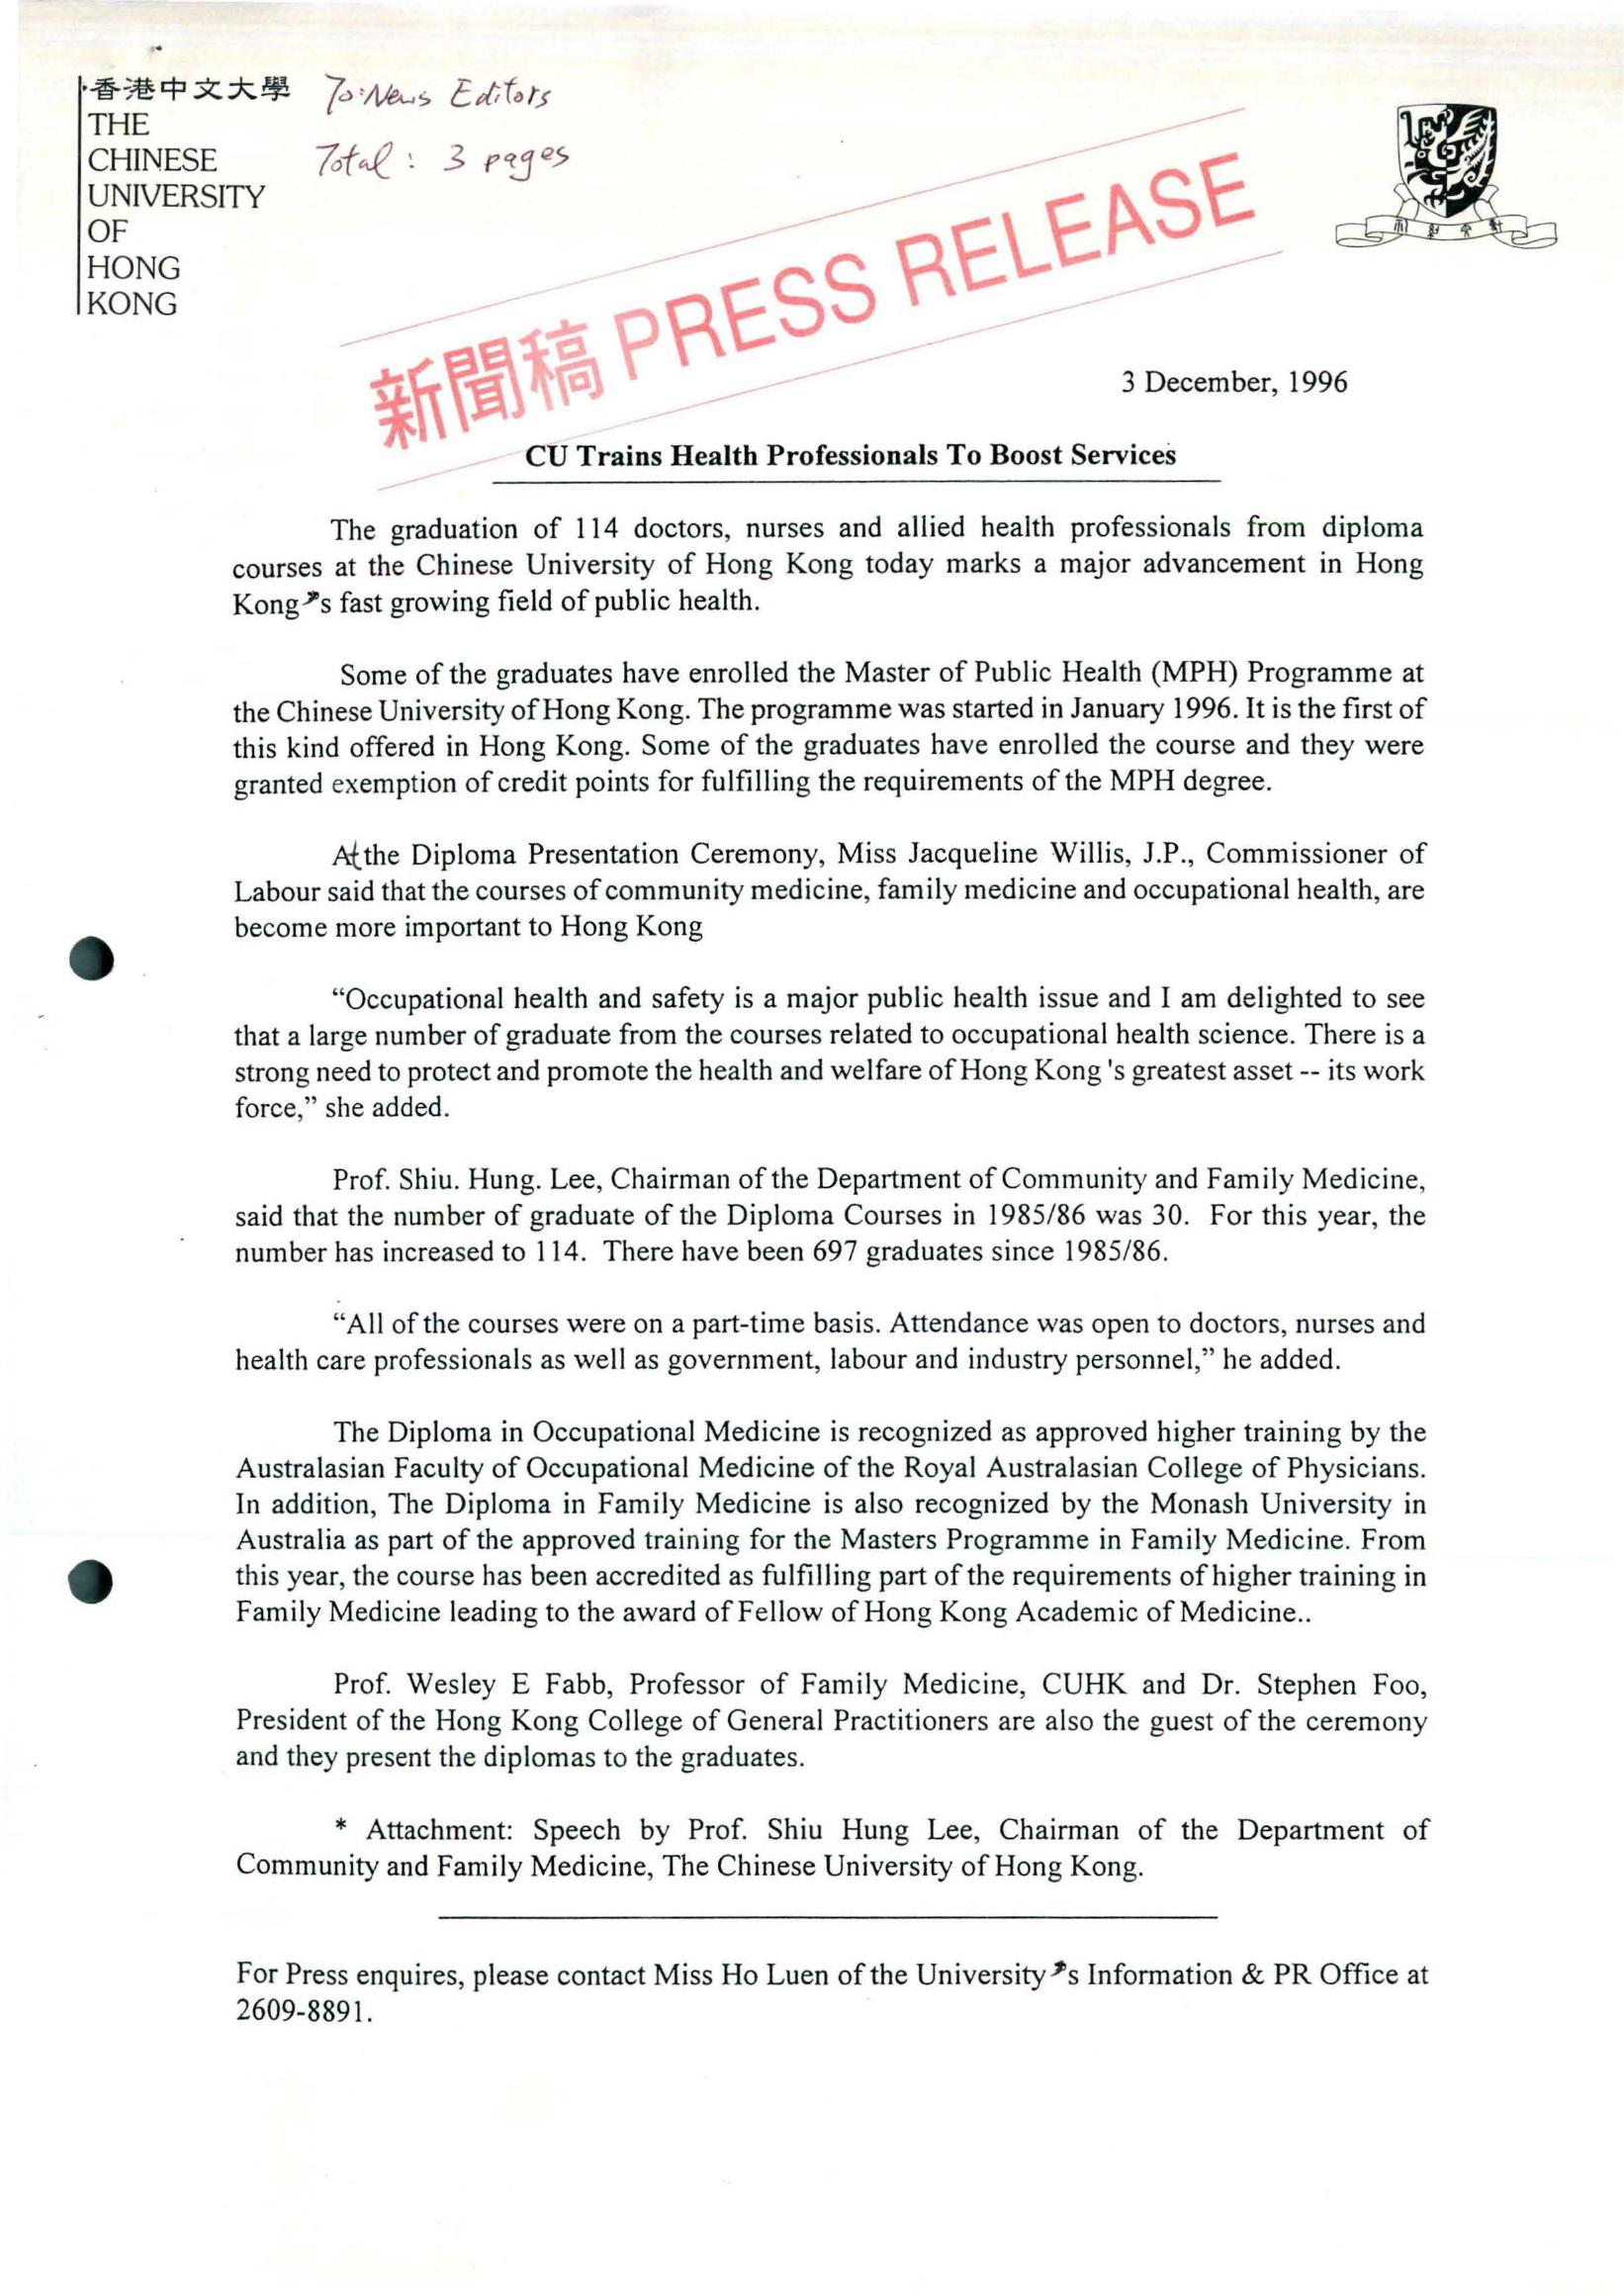 香港中文大學
THE
CHINESE
UNIVERSITY
OF
HONG
KONG
To: News Editors
Total : 3 pages
新聞稿 PRESS RELEASE
3 December, 1996
CU Trains Health Professionals To Boost Services
The graduation of 114 doctors, nurses and allied health professionals from diploma
courses at the Chinese University of Hong Kong today marks a major advancement in Hong
Kong's fast growing field of public health.
Some of the graduates have enrolled the Master of Public Health (MPH) Programme at
the Chinese University of Hong Kong. The programme was started in January 1996. It is the first of
this kind offered in Hong Kong. Some of the graduates have enrolled the course and they were
granted exemption of credit points for fulfilling the requirements of the MPH degree.
At the Diploma Presentation Ceremony, Miss Jacqueline Willis, J.P., Commissioner of
Labour said that the courses of community medicine, family medicine and occupational health, are
become more important to Hong Kong
“Occupational health and safety is a major public health issue and I am delighted to see
that a large number of graduate from the courses related to occupational health science. There is a
strong need to protect and promote the health and welfare of Hong Kong 's greatest asset -- its work
force,” she added.
Prof. Shiu. Hung. Lee, Chairman of the Department of Community and Family Medicine,
said that the number of graduate of the Diploma Courses in 1985/86 was 30. For this year, the
number has increased to 114. There have been 697 graduates since 1985/86.
“All of the courses were on a part-time basis. Attendance was open to doctors, nurses and
health care professionals as well as government, labour and industry personnel,” he added.
The Diploma in Occupational Medicine is recognized as approved higher training by the
Australasian Faculty of Occupational Medicine of the Royal Australasian College of Physicians.
In addition, The Diploma in Family Medicine is also recognized by the Monash University in
Australia as part of the approved training for the Masters Programme in Family Medicine. From
this year, the course has been accredited as fulfilling part of the requirements of higher training in
Family Medicine leading to the award of Fellow of Hong Kong Academic of Medicine..
Prof. Wesley E Fabb, Professor of Family Medicine, CUHK and Dr. Stephen Foo,
President of the Hong Kong College of General Practitioners are also the guest of the ceremony
and they present the diplomas to the graduates.
* Attachment: Speech by Prof. Shiu Hung Lee, Chairman of the Department of
Community and Family Medicine, The Chinese University of Hong Kong.
For Press enquires, please contact Miss Ho Luen of the University's Information & PR Office at
2609-8891.